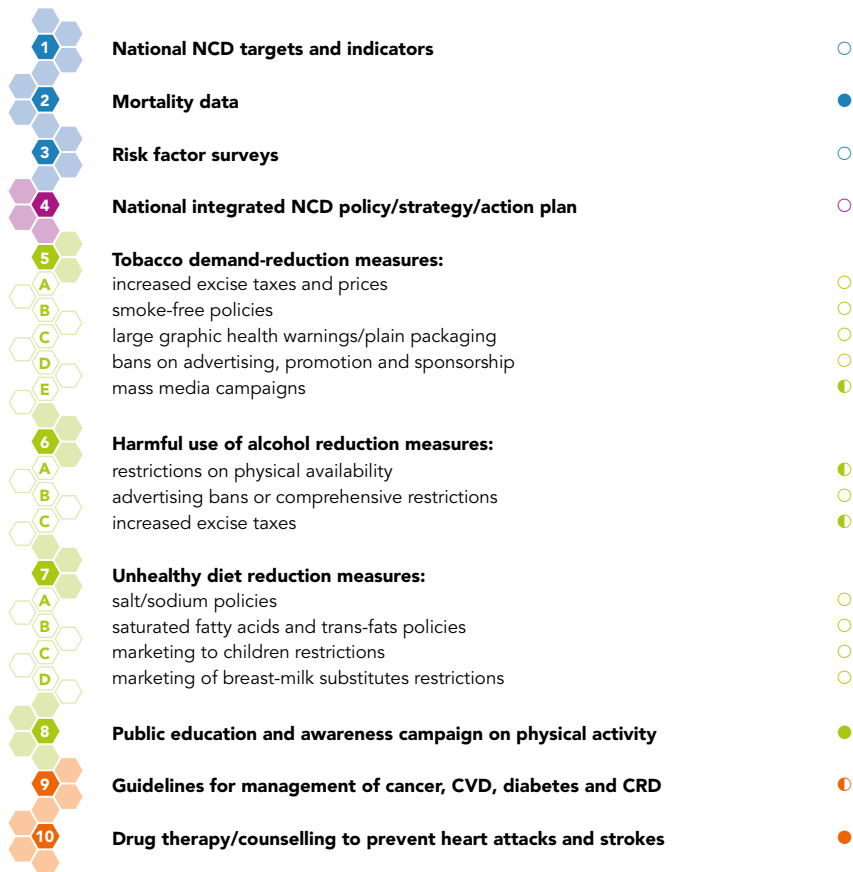 1 National NCD targets and indicators ○
2 Mortality data ●
3 Risk factor surveys ○
4 National integrated NCD policy/strategy/action plan ○
5 Tobacco demand-reduction measures:
A increased excise taxes and prices ○
B smoke-free policies ○
C large graphic health warnings/plain packaging ○
D bans on advertising, promotion and sponsorship ○
E mass media campaigns ◐
6 Harmful use of alcohol reduction measures:
A restrictions on physical availability ◐
B advertising bans or comprehensive restrictions ○
C increased excise taxes ◐
7 Unhealthy diet reduction measures:
A salt/sodium policies ○
B saturated fatty acids and trans-fats policies ○
C marketing to children restrictions ○
D marketing of breast-milk substitutes restrictions ○
8 Public education and awareness campaign on physical activity ●
9 Guidelines for management of cancer, CVD, diabetes and CRD ◐
10 Drug therapy/counselling to prevent heart attacks and strokes ●